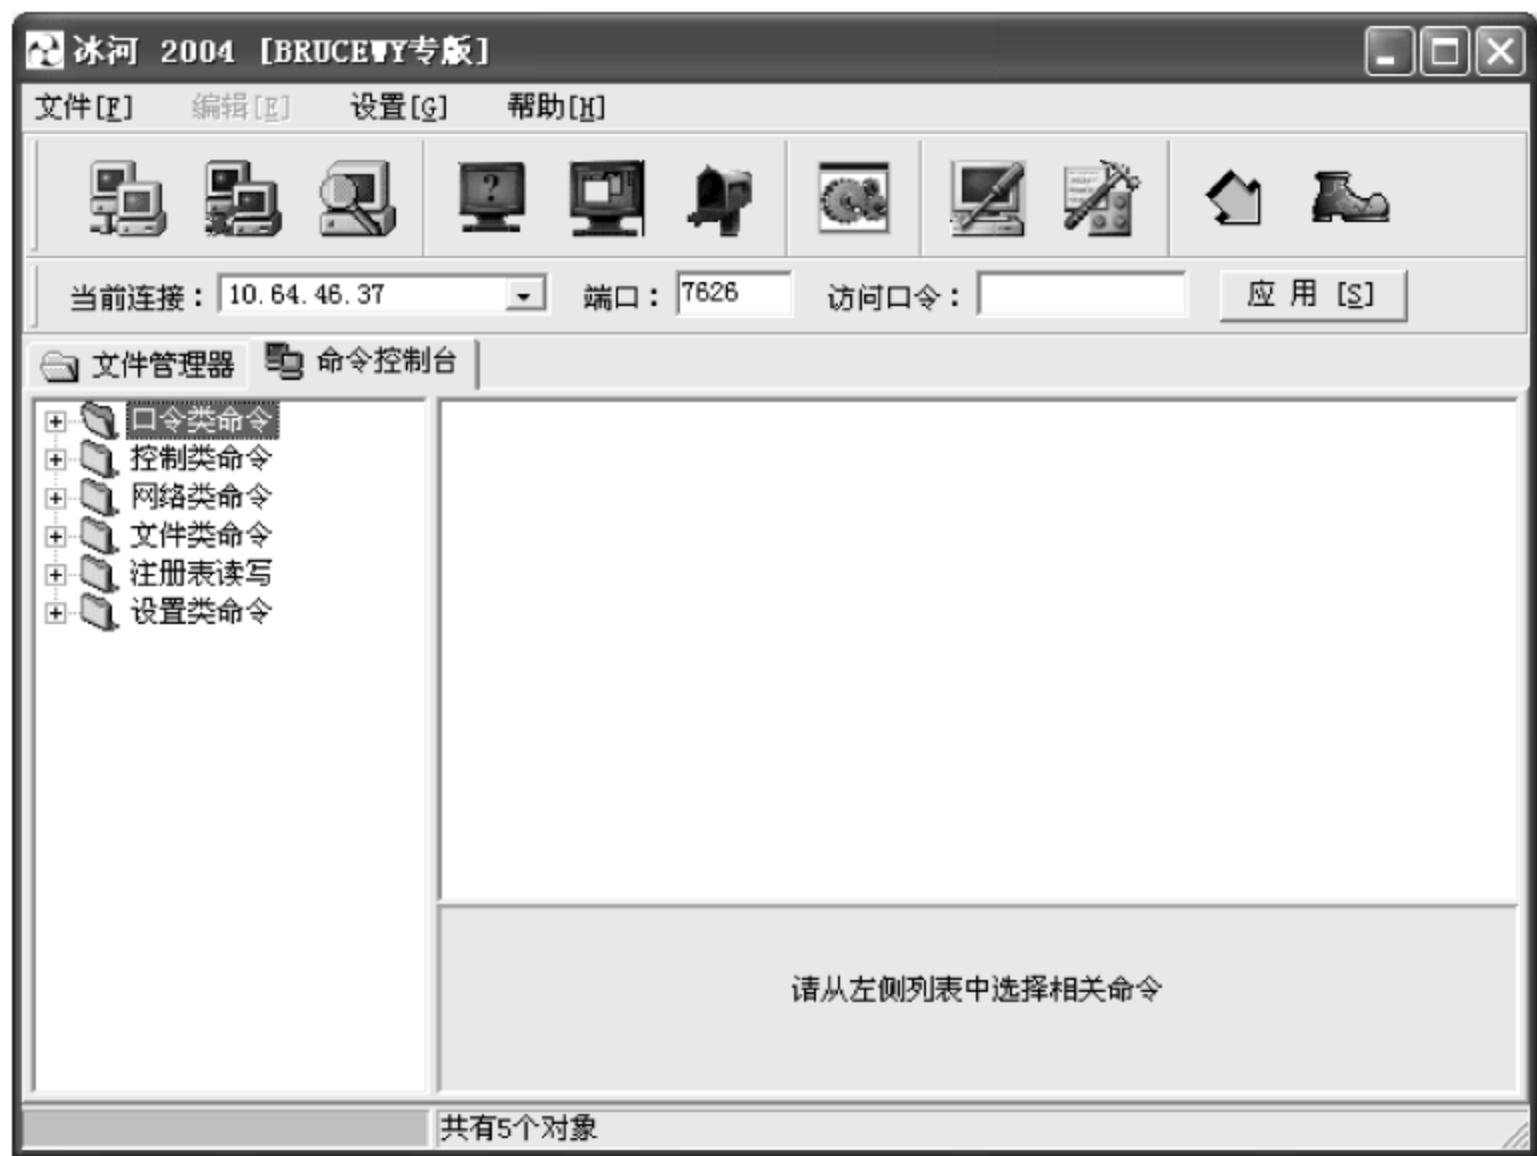 冰河 2004 [BRUCEWY专版]
文件[F] 编辑[E] 设置[G] 帮助[H]
?
当前连接： 10.64.46.37 端口： 7626 访问口令： 应 用 [S]
文件管理器 命令控制台
口令类命令
控制类命令
网络类命令
文件类命令
注册表读写
设置类命令
请从左侧列表中选择相关命令
共有5个对象